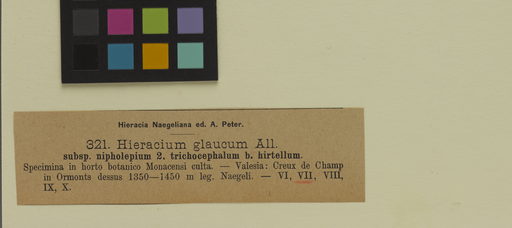 Hieracia Naegeliana ed. A. Peter.
321. Hieracium glaucum All.
subsp. nipholepium 2. trichocephalum b. hirtellum.
Specimina in horto botanico Monacensi culta. — Valesia: Creux de Champ
in Ormonts dessus 1350—1450 m leg. Naegeli. — VI, VII, VIII,
IX, X.